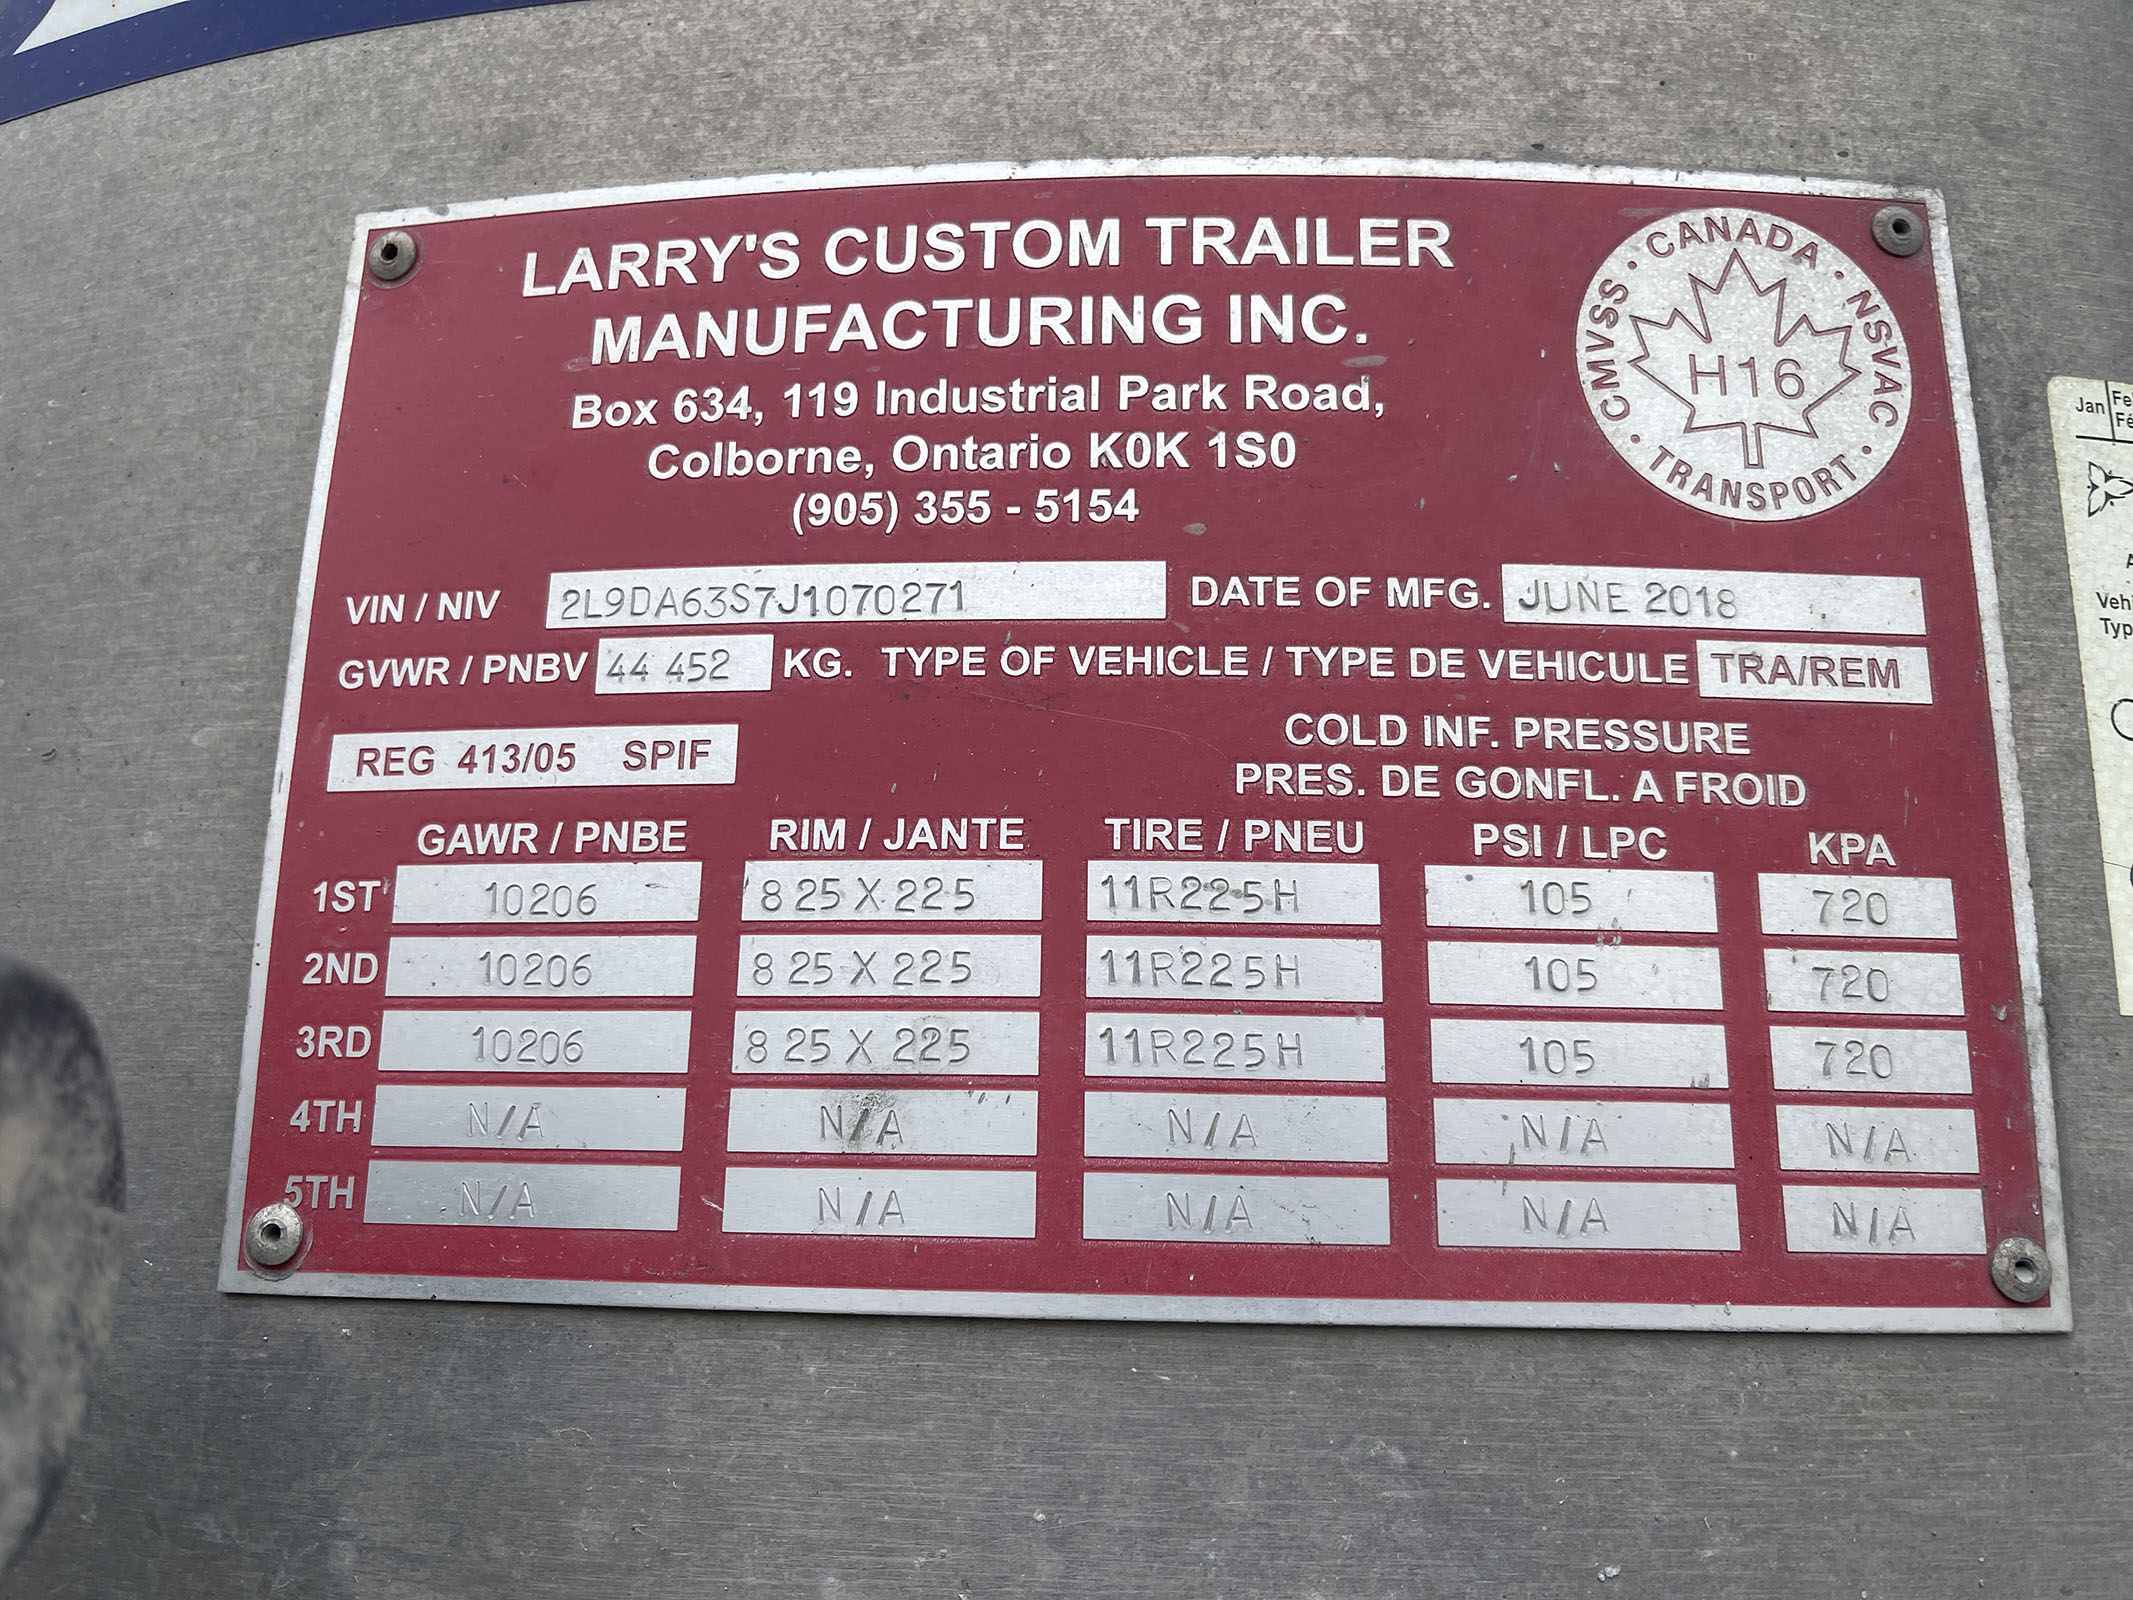 LARRY'S CUSTOM TRAILER
MANUFACTURING INC.
Box 634, 119 Industrial Park Road,
Colborne, Ontario K0K 1S0
(905) 355 - 5154
CANADA · NSVAC · TRANSPORT · CMVSS ·
H16
VIN / NIV 2L9DA63S7J1070271 DATE OF MFG. JUNE 2018
GVWR / PNBV 44 452 KG. TYPE OF VEHICLE / TYPE DE VEHICULE TRA/REM
REG 413/05 SPIF
COLD INF. PRESSURE
PRES. DE GONFL. A FROID
GAWR / PNBE RIM / JANTE TIRE / PNEU PSI / LPC KPA
1ST 10206 8 25 X 22 5 11R22 5H 105 720
2ND 10206 8 25 X 225 11R225H 105 720
3RD 10206 8 25 X 225 11R225H 105 720
4TH N/A N/A N/A N/A N/A
5TH N/A N/A N/A N/A N/A
Jan